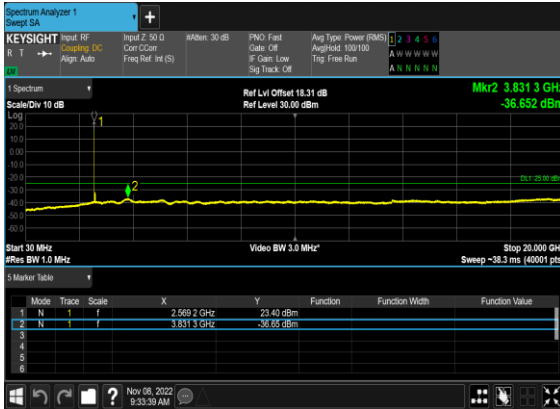 Spectrum Analyzer 1
Swept SA
+
KEYSIGHT Input: RF Input Z: 50 Ω #Atten: 30 dB PNO: Fast Avg Type: Power (RMS) 1 2 3 4 5 6
R T Coupling: DC Corr CCorr Gate: Off Avg|Hold: 100/100 A W W W W W
Align: Auto Freq Ref: Int (S) IF Gain: Low Trig: Free Run
Sig Track: Off A N N N N N
1 Spectrum Ref Lvl Offset 18.31 dB Mkr2 3.831 3 GHz
Scale/Div 10 dB Ref Level 30.00 dBm -36.652 dBm
Log
20.0
10.0
0.00
-10.0
-20.0
-30.0
-40.0
-50.0
-60.0
1
2
DL1 -25.00 dBm
Start 30 MHz Video BW 3.0 MHz* Stop 20.000 GHz
#Res BW 1.0 MHz Sweep ~38.3 ms (40001 pts)
5 Marker Table
Mode Trace Scale X Y Function Function Width Function Value
1 N 1 f 2.569 2 GHz 23.40 dBm
2 N 1 f 3.831 3 GHz -36.65 dBm
3
4
5
6
? Nov 08, 2022
9:33:39 AM